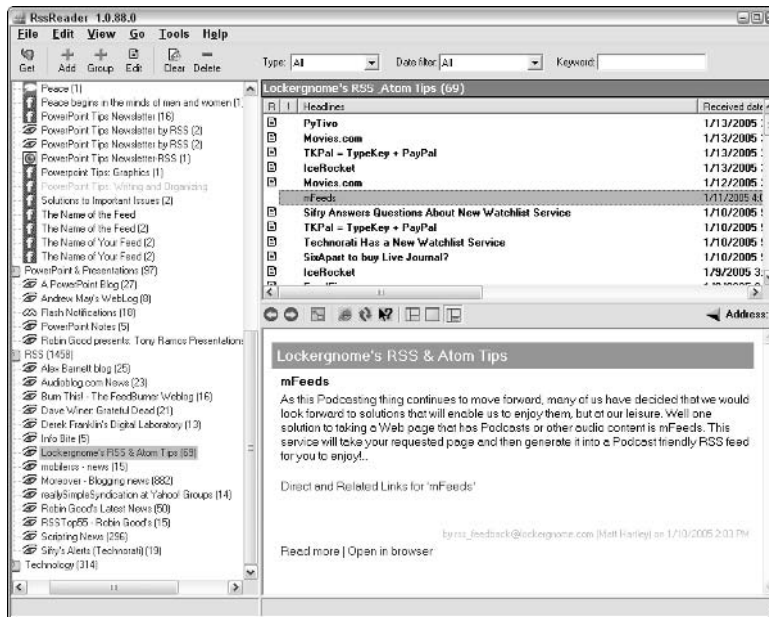 RssReader 1.0.88.0
File Edit View Go Tools Help
Get Add Group Edit Clear Delete Type: All Date filter: All Keyword:
Peace (1)
Peace begins in the minds of men and women (1
PowerPoint Tips Newsletter (16)
PowerPoint Tips Newsletter by RSS (2)
PowerPoint Tips Newsletter by RSS (2)
PowerPoint Tips Newsletter-RSS (1)
Powerpoint Tips: Graphics (1)
PowerPoint Tips: Writing and Organizing
Solutions to Important Issues (2)
The Name of the Feed
The Name of the Feed (2)
The Name of Your Feed (2)
The Name of Your Feed (2)
PowerPoint & Presentations (97)
A PowerPoint Blog (27)
Andrew May's WebLog (8)
Flash Notifications (18)
PowerPoint Notes (5)
Robin Good presents: Tony Ramos Presentations
RSS (1458)
Alex Barnett blog (25)
Audioblog.com News (23)
Burn This! - The FeedBurner Weblog (16)
Dave Winer: Grateful Dead (21)
Derek Franklin's Digital Laboratory (13)
Info Bite (5)
Lockergnome's RSS & Atom Tips (69)
mobilerss - news (15)
Moreover - Blogging news (882)
reallySimpleSyndication at Yahoo! Groups (14)
Robin Good's Latest News (50)
RSSTop55 - Robin Good's (15)
Scripting News (296)
Sifry's Alerts (Technorati) (19)
Technology (314)
Lockergnome's RSS Atom Tips (69)
R ! Headlines Received date
PyTivo 1/13/2005
Movies.com 1/13/2005
TKPal = TypeKey + PayPal 1/13/2005
IceRocket 1/13/2005
Movies.com 1/12/2005
mFeeds 1/11/2005 4:0
Sifry Answers Questions About New Watchlist Service 1/10/2005
TKPal = TypeKey + PayPal 1/10/2005
Technorati Has a New Watchlist Service 1/10/2005
SixApart to buy Live Journal? 1/10/2005
IceRocket 1/9/2005 3:
Address:
Lockergnome's RSS & Atom Tips
mFeeds
As this Podcasting thing continues to move forward, many of us have decided that we would
look forward to solutions that will enable us to enjoy them, but at our leisure. Well one
solution to taking a Web page that has Podcasts or other audio content is mFeeds. This
service will take your requested page and then generate it into a Podcast friendly RSS feed
for you to enjoy!..
Direct and Related Links for 'mFeeds'
by rss_feedback@lockergnome.com (Matt Hartley) on 1/10/2005 2:03 PM
Read more | Open in browser